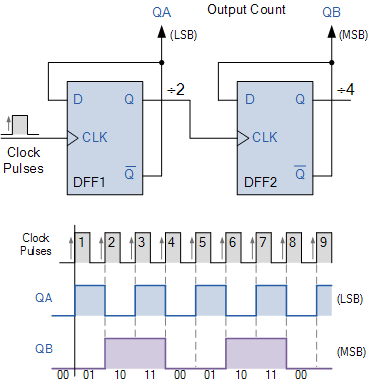 QA Output Count QB
(LSB) (MSB)
D Q ÷2 D Q ÷4
CLK CLK
Clock
Pulses
Q Q
DFF1 DFF2
Clock
Pulses
1 2 3 4 5 6 7 8 9
QA (LSB)
QB (MSB)
00 01 10 11 00 01 10 11 00